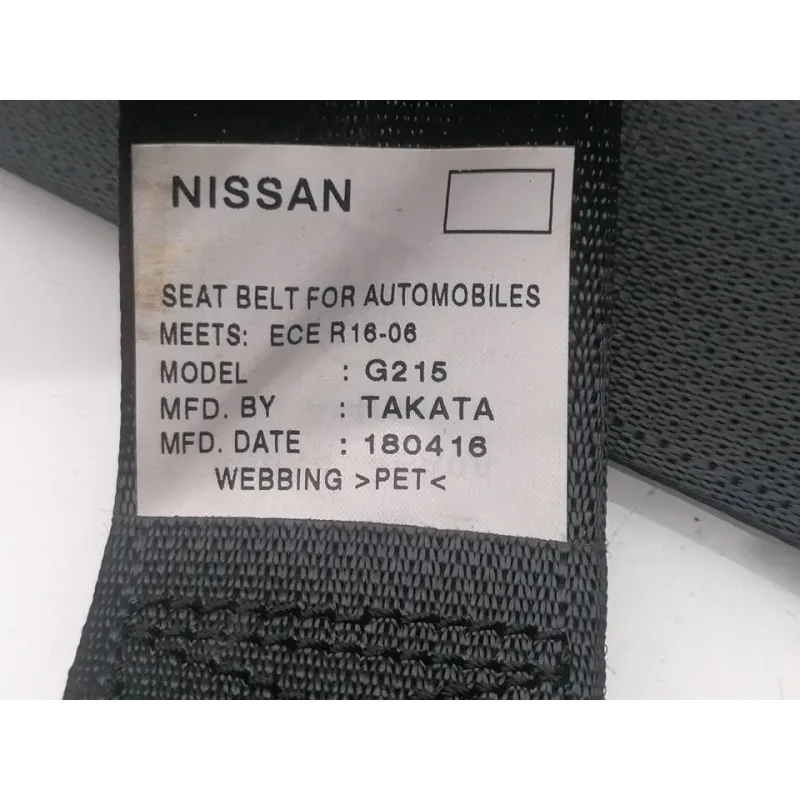 NISSAN
SEAT BELT FOR AUTOMOBILES
MEETS: ECE R16-06
MODEL : G215
MFD. BY : TAKATA
MFD. DATE : 180416
WEBBING >PET<